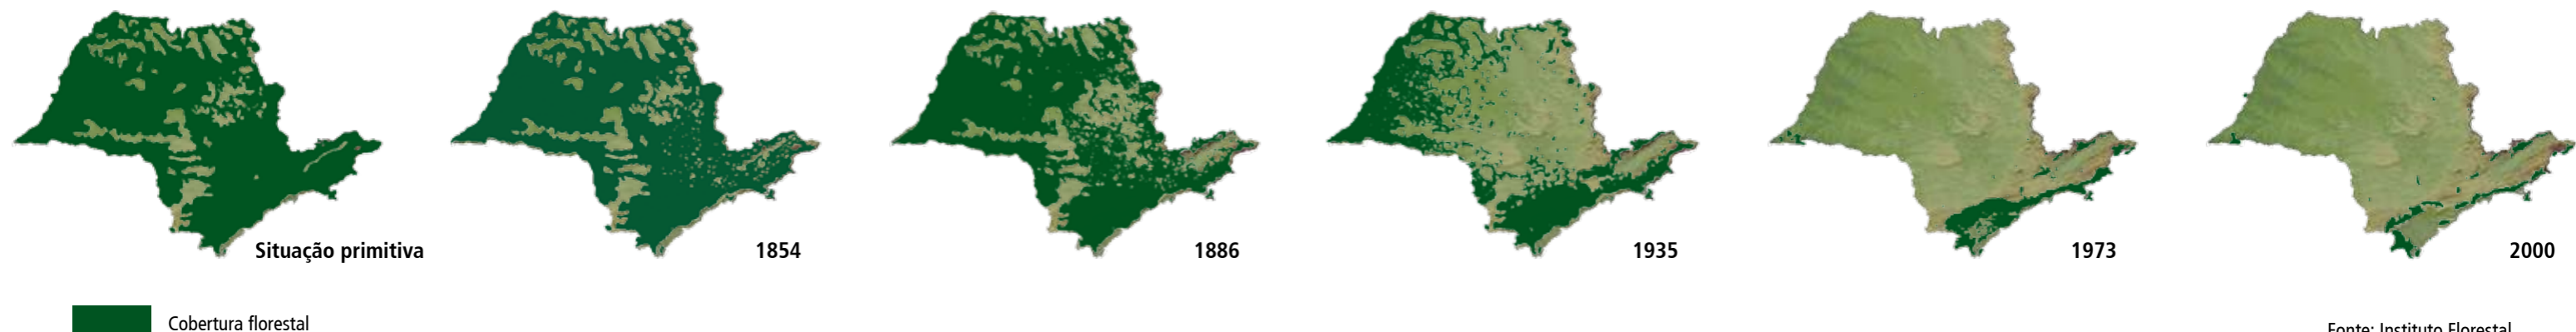 Situação primitiva
1854
1886
1935
1973
2000
Cobertura florestal
Fonte: Instituto Florestal